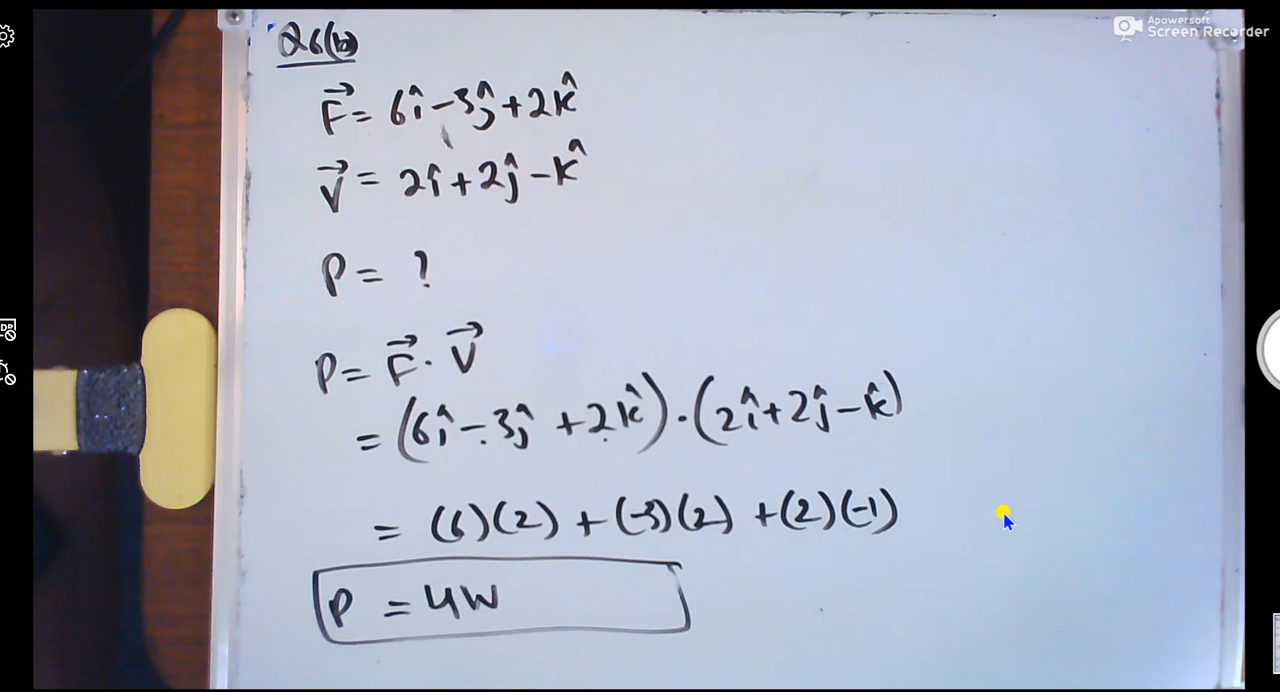 Apowersoft
Screen Recorder
Q6(b)
F⃗ = 6î - 3ĵ + 2k̂
V⃗ = 2î + 2ĵ - k̂
P = ?
P = F⃗ . V⃗
= (6î - 3ĵ + 2k̂) . (2î + 2ĵ - k̂)
= (6)(2) + (-3)(2) + (2)(-1)
P = 4W